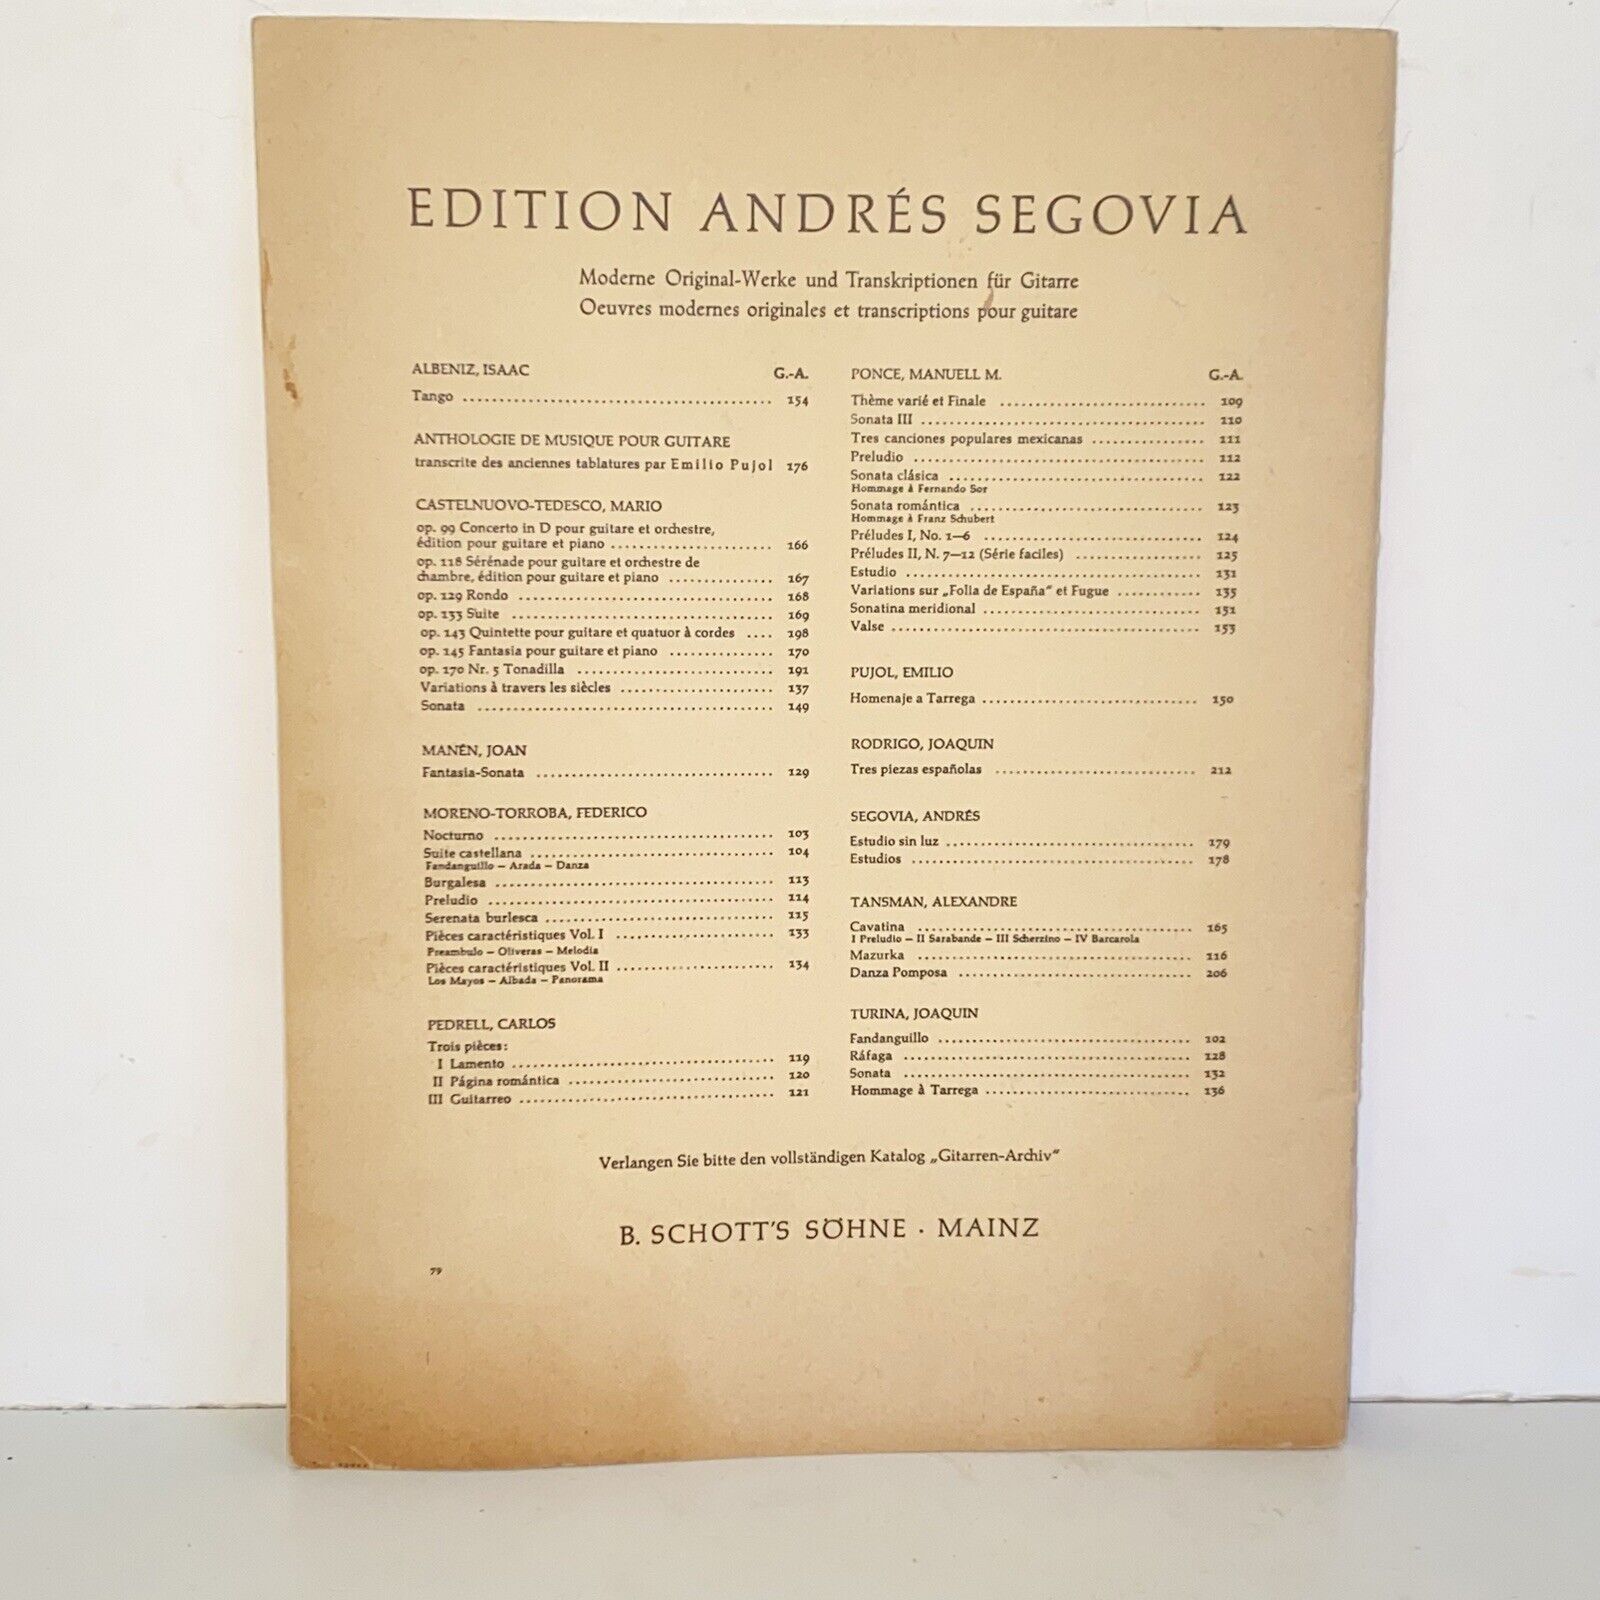 EDITION ANDRÉS SEGOVIA
Moderne Original-Werke und Transkriptionen für Gitarre
Oeuvres modernes originales et transcriptions pour guitare
ALBENIZ, ISAAC G.-A.
Tango 154
ANTHOLOGIE DE MUSIQUE POUR GUITARE
transcrite des anciennes tablatures par Emilio Pujol 176
CASTELNUOVO-TEDESCO, MARIO
op. 99 Concerto in D pour guitare et orchestre,
édition pour guitare et piano 166
op. 118 Sérénade pour guitare et orchestre de
chambre, édition pour guitare et piano 167
op. 129 Rondo 168
op. 133 Suite 169
op. 143 Quintette pour guitare et quatuor à cordes 198
op. 145 Fantasia pour guitare et piano 170
op. 170 Nr. 5 Tonadilla 191
Variations à travers les siècles 137
Sonata 149
MANÉN, JOAN
Fantasia-Sonata 129
MORENO-TORROBA, FEDERICO
Nocturno 103
Suite castellana 104
Fandanguillo – Arada – Danza
Burgalesa 113
Preludio 114
Serenata burlesca 115
Pièces caractéristiques Vol. I 133
Preambulo – Oliveras – Melodia
Pièces caractéristiques Vol. II 134
Los Mayos – Albada – Panorama
PEDRELL, CARLOS
Trois pièces:
I Lamento 119
II Página romántica 120
III Guitarreo 121
PONCE, MANUELL M. G.-A.
Thème varié et Finale 109
Sonata III 110
Tres canciones populares mexicanas 111
Preludio 112
Sonata clásica 122
Hommage à Fernando Sor
Sonata romántica 123
Hommage à Franz Schubert
Préludes I, No. 1–6 124
Préludes II, N. 7–12 (Série faciles) 125
Estudio 131
Variations sur „Folia de España“ et Fugue 135
Sonatina meridional 151
Valse 153
PUJOL, EMILIO
Homenaje a Tarrega 150
RODRIGO, JOAQUIN
Tres piezas españolas 212
SEGOVIA, ANDRÉS
Estudio sin luz 179
Estudios 178
TANSMAN, ALEXANDRE
Cavatina 165
I Preludio – II Sarabande – III Scherzino – IV Barcarola
Mazurka 116
Danza Pomposa 206
TURINA, JOAQUIN
Fandanguillo 102
Ráfaga 128
Sonata 132
Hommage à Tarrega 136
Verlangen Sie bitte den vollständigen Katalog „Gitarren-Archiv“
B. SCHOTT'S SÖHNE · MAINZ
79